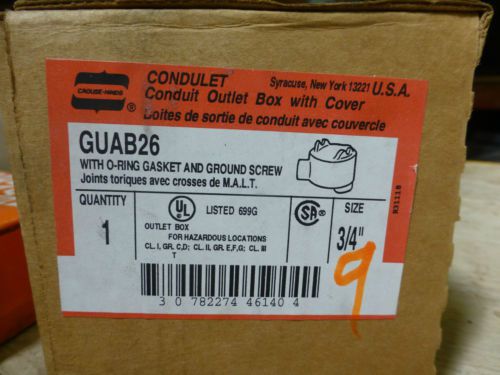 CROUSE-HINDS
®
CONDULET
Syracuse, New York 13221 U.S.A.
Conduit Outlet Box with Cover
Boites de sortie de conduit avec couvercle
GUAB26
WITH O-RING GASKET AND GROUND SCREW
Joints toriques avec crosses de M.A.L.T.
R3111B
QUANTITY
1
UL
LISTED 699G
OUTLET BOX
FOR HAZARDOUS LOCATIONS
CL. I, GR. C,D; CL. II, GR. E,F,G; CL. III
T
SA ®
SIZE
3/4"
3 0 782274 46140 4
9